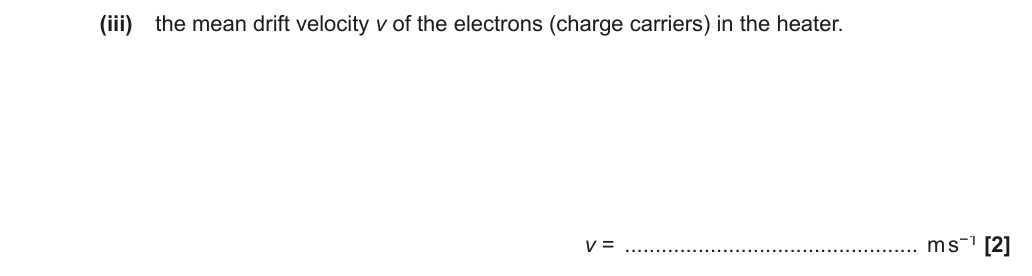 (iii) the mean drift velocity v of the electrons (charge carriers) in the heater.
v = ................................................ m s⁻¹ [2]